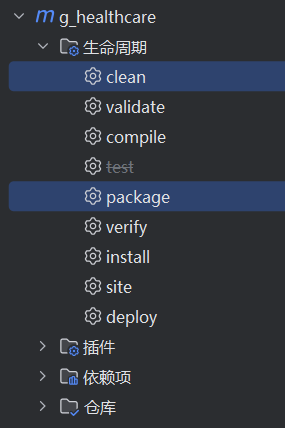 g_healthcare
生命周期
clean
validate
compile
test
package
verify
install
site
deploy
插件
依赖项
仓库